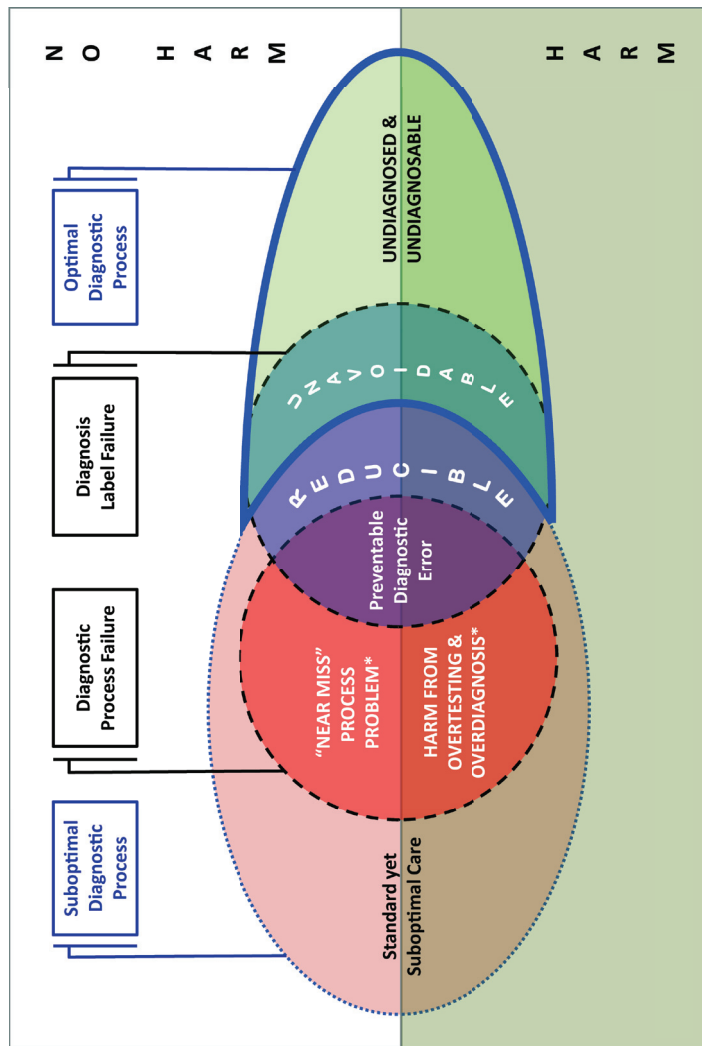 NO HARM
Suboptimal
Diagnostic
Process
Diagnostic
Process Failure
Diagnosis
Label Failure
Optimal
Diagnostic
Process
Standard yet
Suboptimal Care
“NEAR MISS”
PROCESS
PROBLEM*
HARM FROM
OVERTESTING &
OVERDIAGNOSIS*
Preventable
Diagnostic
Error
REDUCIBLE
UNAVOIDABLE
UNDIAGNOSED &
UNDIAGNOSABLE
HARM